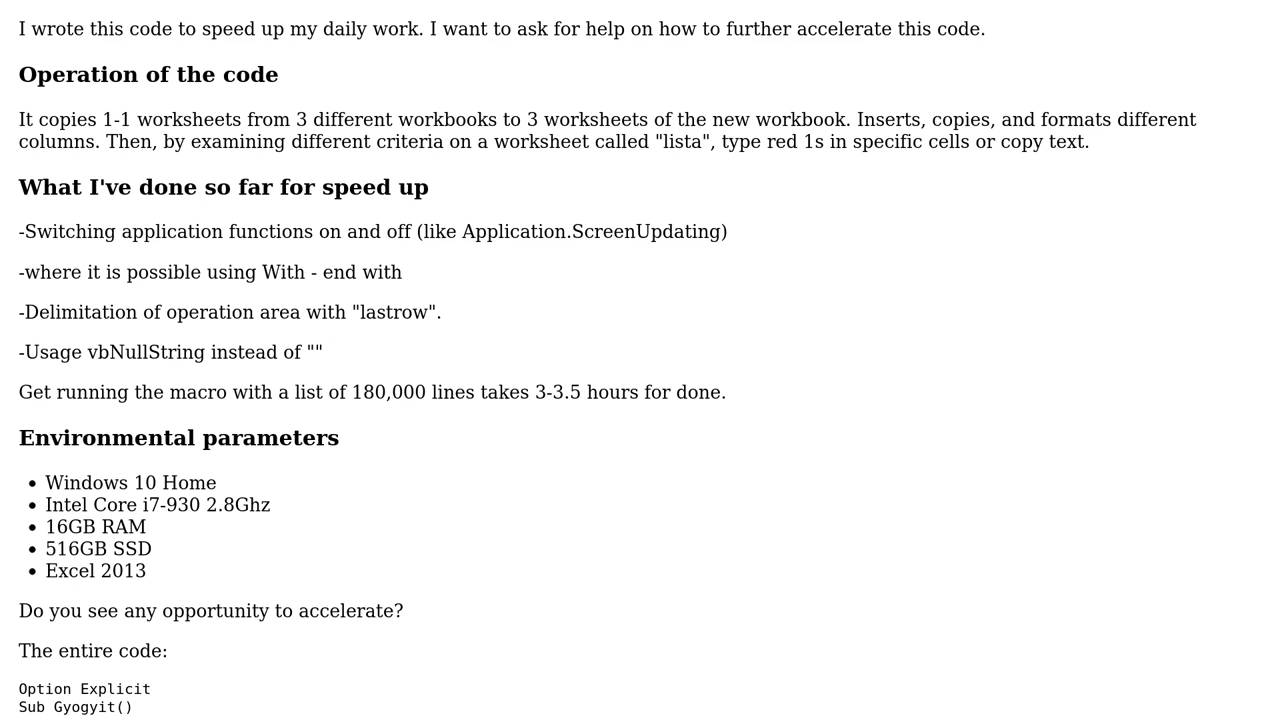 I wrote this code to speed up my daily work. I want to ask for help on how to further accelerate this code.
Operation of the code
It copies 1-1 worksheets from 3 different workbooks to 3 worksheets of the new workbook. Inserts, copies, and formats different
columns. Then, by examining different criteria on a worksheet called "lista", type red 1s in specific cells or copy text.
What I've done so far for speed up
-Switching application functions on and off (like Application.ScreenUpdating)
-where it is possible using With - end with
-Delimitation of operation area with "lastrow".
-Usage vbNullString instead of ""
Get running the macro with a list of 180,000 lines takes 3-3.5 hours for done.
Environmental parameters
• Windows 10 Home
• Intel Core i7-930 2.8Ghz
• 16GB RAM
• 516GB SSD
• Excel 2013
Do you see any opportunity to accelerate?
The entire code:
Option Explicit
Sub Gyogyit()